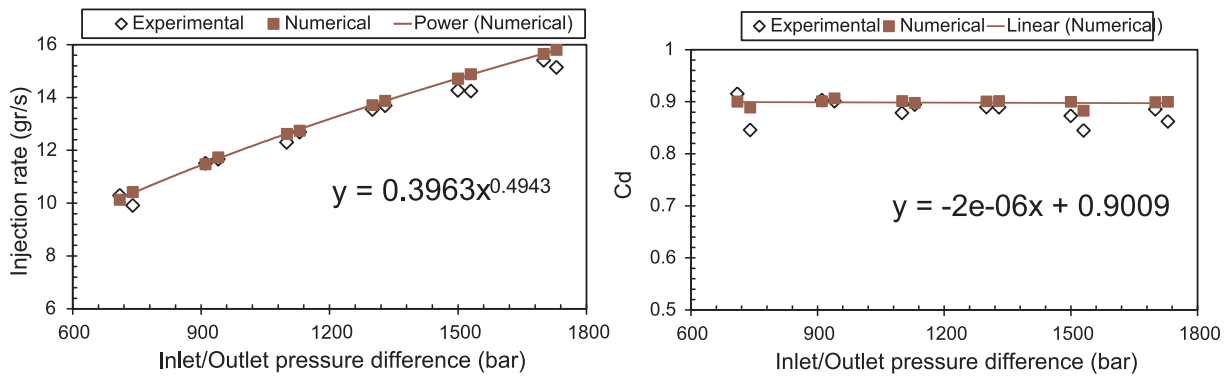 Experimental Numerical Power (Numerical)
16
14
12
10
8
6
Injection rate (gr/s)
y = 0.3963x^0.4943
600 900 1200 1500 1800
Inlet/Outlet pressure difference (bar)
Experimental Numerical Linear (Numerical)
1
0.9
0.8
0.7
0.6
0.5
Cd
y = -2e-06x + 0.9009
600 900 1200 1500 1800
Inlet/Outlet pressure difference (bar)